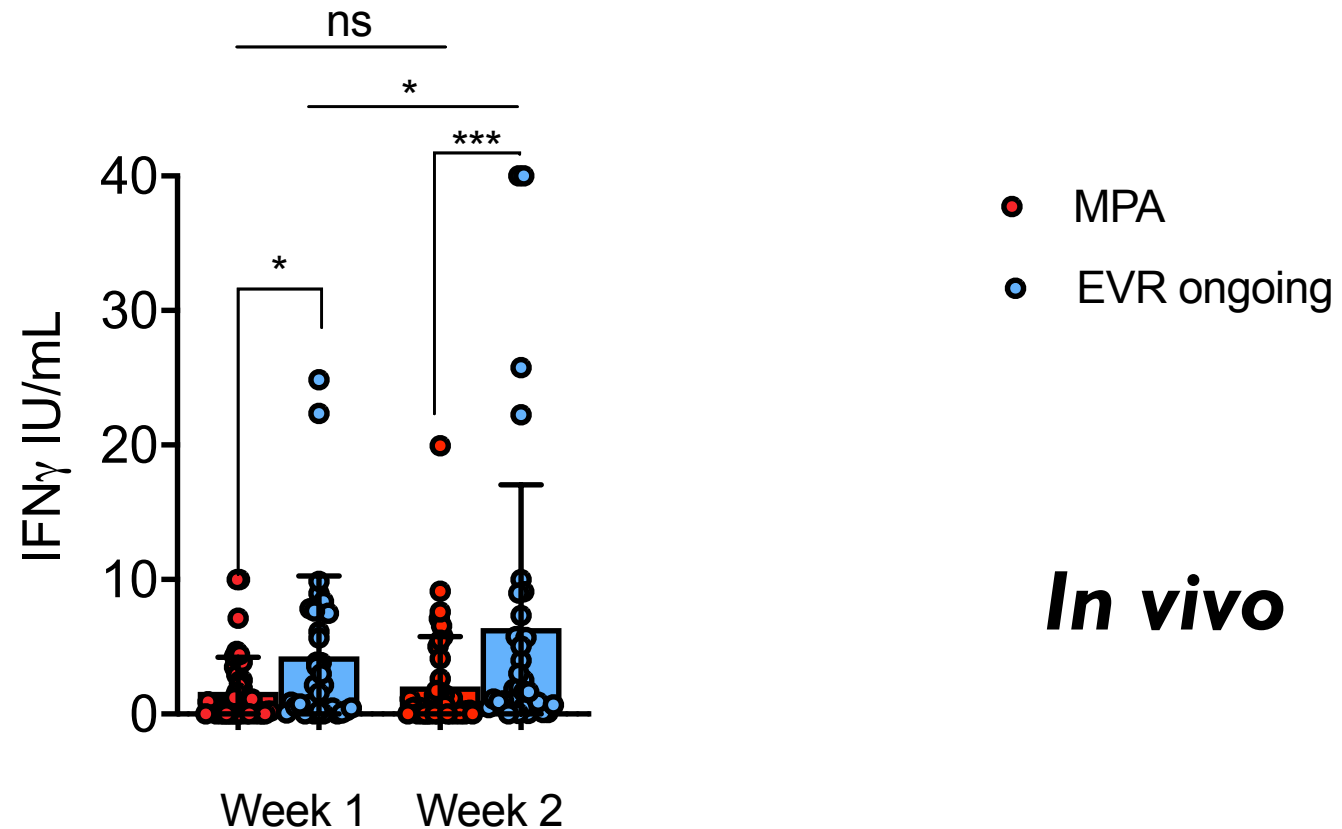 ns
*
***
40
*
30
20
10
0
IFNγ IU/mL
Week 1
Week 2
MPA
EVR ongoing
In vivo